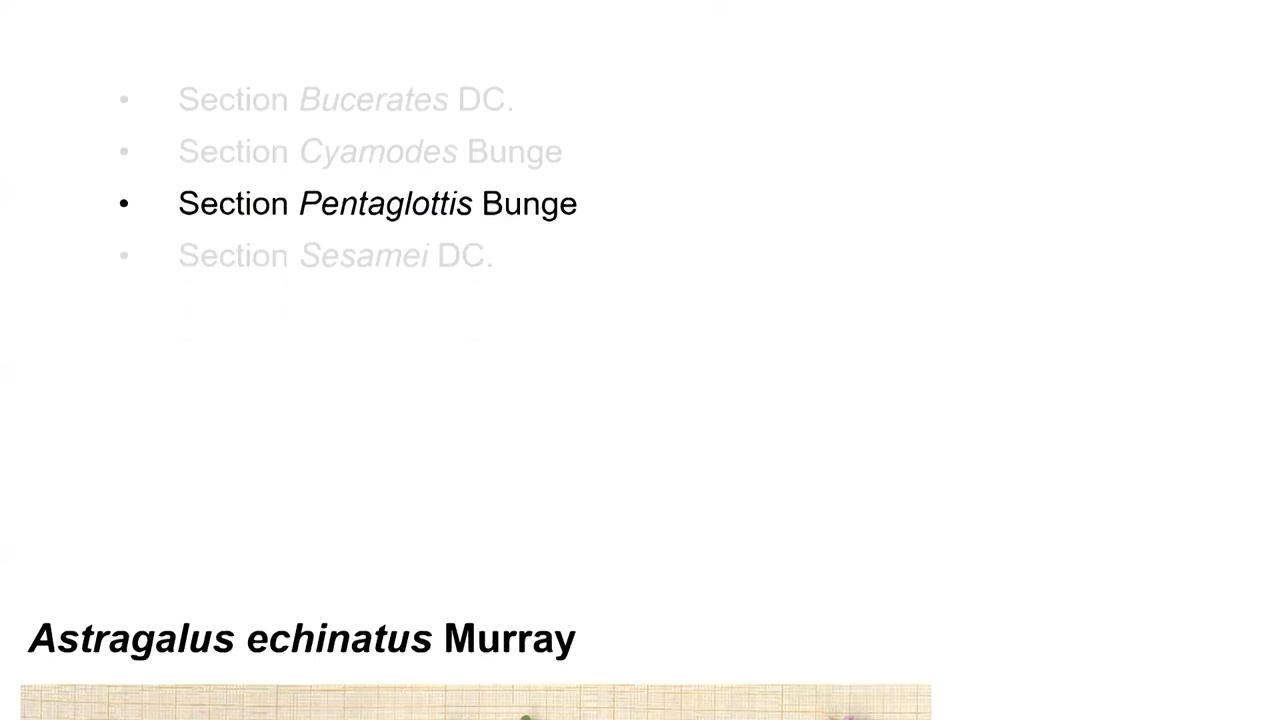 • Section Bucerates DC.
• Section Cyamodes Bunge
• Section Pentaglottis Bunge
• Section Sesamei DC.
Astragalus echinatus Murray